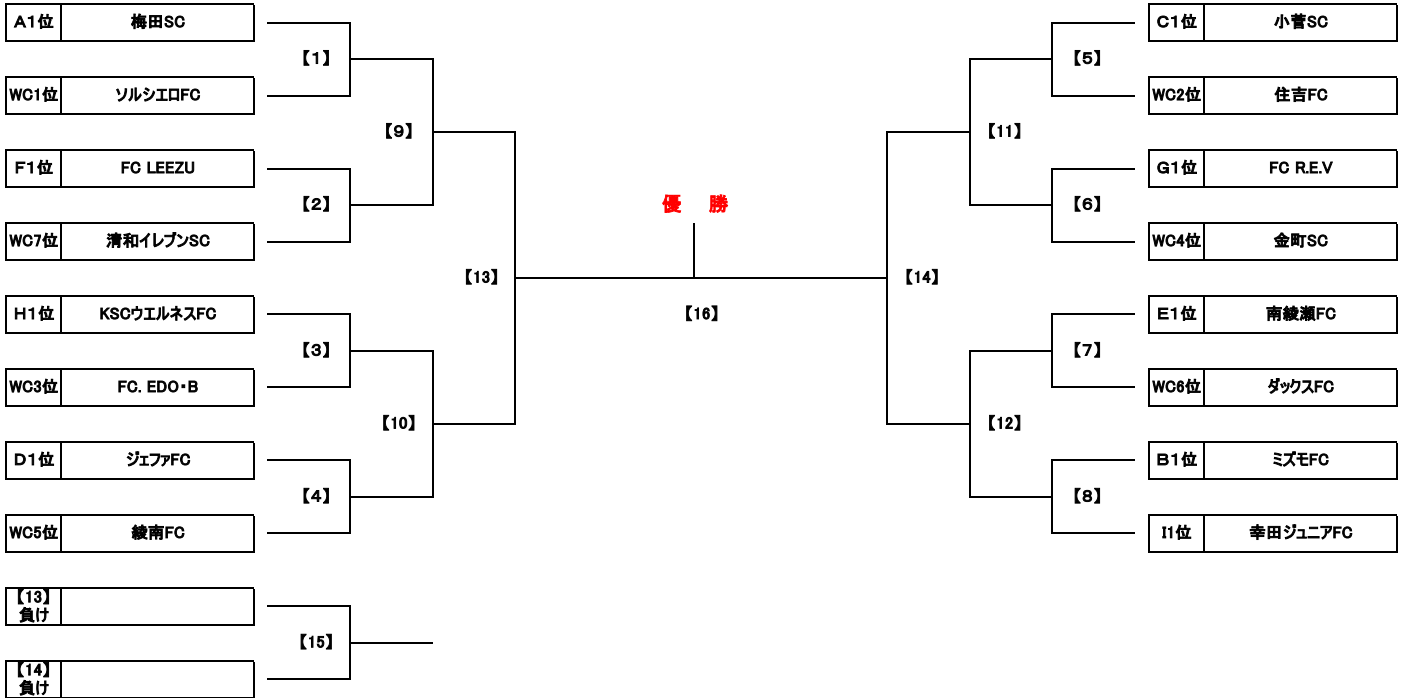 A1位 梅田SC
【1】
WC1位 ソルシエロFC
【9】
F1位 FC LEEZU
【2】
WC7位 清和イレブンSC
【13】
H1位 KSCウエルネスFC
【3】
WC3位 FC. EDO・B
【10】
D1位 ジェファFC
【4】
WC5位 綾南FC
【13】
負け
【15】
【14】
負け
優 勝
【16】
C1位 小菅SC
【5】
WC2位 住吉FC
【11】
G1位 FC R.E.V
【6】
WC4位 金町SC
【14】
E1位 南綾瀬FC
【7】
WC6位 ダックスFC
【12】
B1位 ミズモFC
【8】
I1位 幸田ジュニアFC